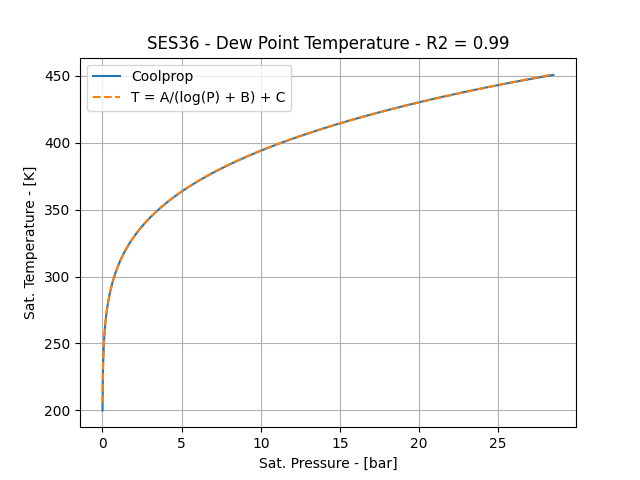 SES36 - Dew Point Temperature - R2 = 0.99
Coolprop
T = A/(log(P) + B) + C
Sat. Temperature - [K]
450
400
350
300
250
200
0 5 10 15 20 25
Sat. Pressure - [bar]